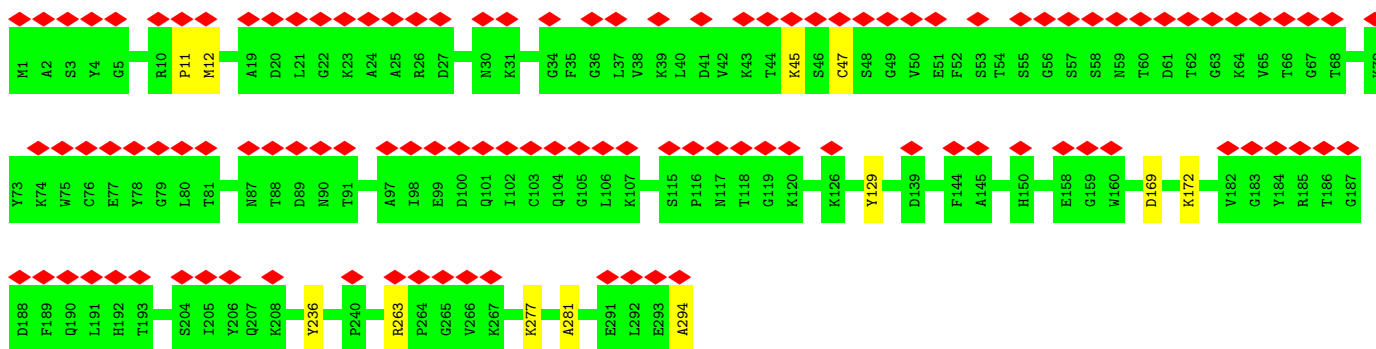 M1 A2 S3 Y4 G5 R10 P11 M12 A19 D20 L21 G22 K23 A24 A25 R26 D27 N30 K31 G34 F35 G36 L37 V38 K39 L40 D41 V42 K43 T44 K45 S46 C47 S48 G49 V50 E51 F52 S53 T54 S55 G56 S57 S58 N59 T60 D61 T62 G63 K64 V65 T66 G67 T68
Y73 K74 W75 C76 E77 Y78 G79 L80 T81 N87 T88 D89 N90 T91 A97 I98 E99 D100 Q101 I102 C103 Q104 G105 L106 K107 S115 P116 N117 T118 G119 K120 K126 Y129 D139 F144 A145 H150 E158 G159 W160 D169 K172 V182 G183 Y184 R185 T186 G187
D188 F189 Q190 L191 H192 T193 S204 I205 Y206 Q207 K208 Y236 P240 R263 P264 G265 V266 K267 K277 A281 E291 L292 E293 A294